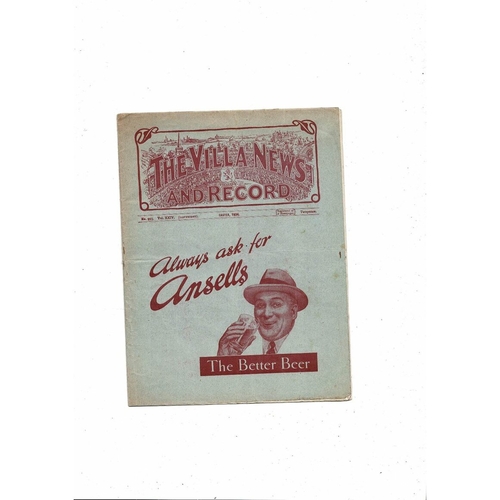 THE VILLA NEWS
AND RECORD
Always ask for
Ansells
The Better Beer